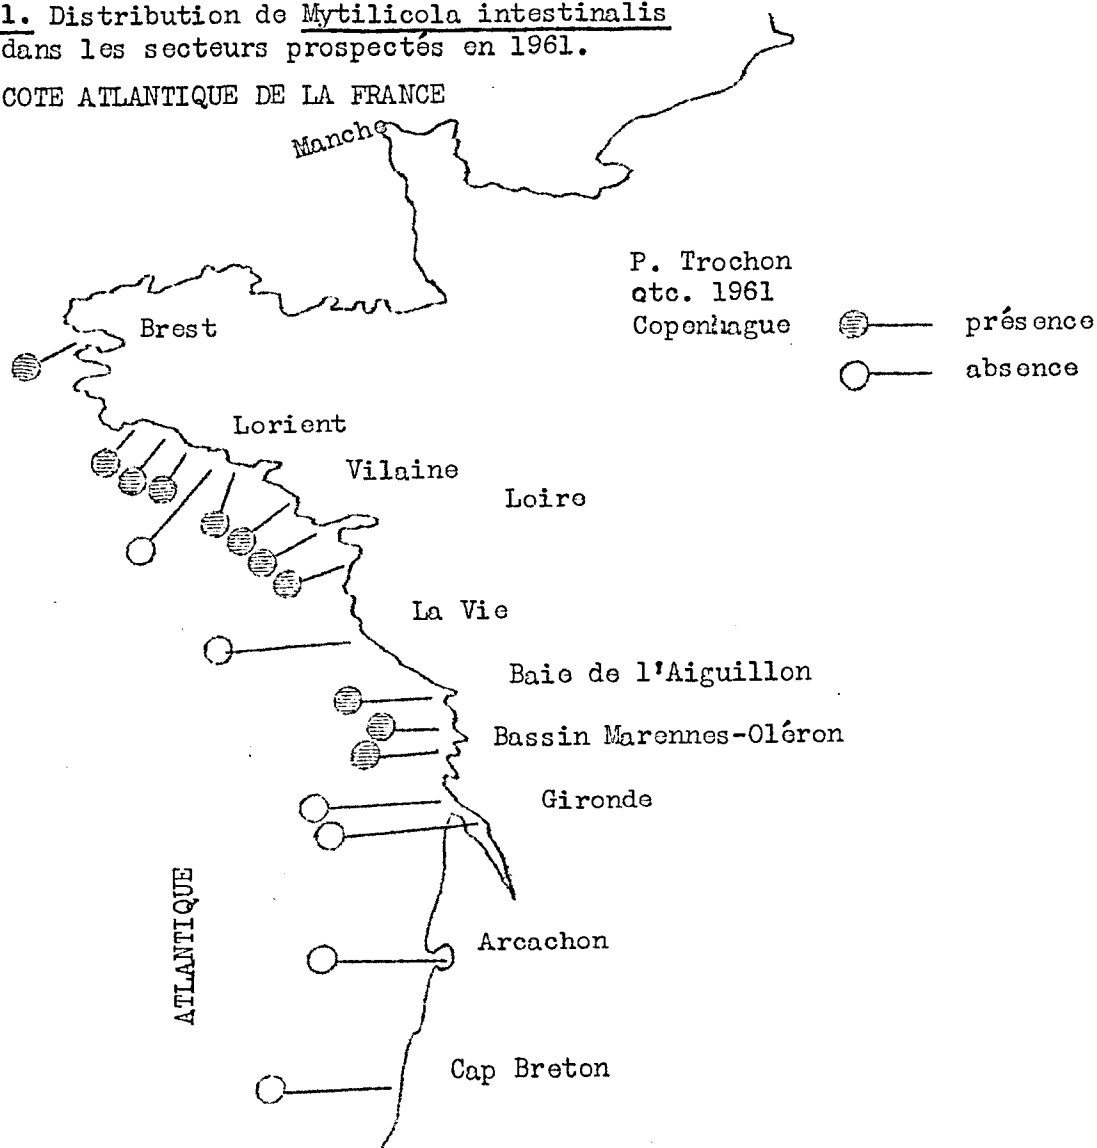 1. Distribution de Mytilicola intestinalis
dans les secteurs prospectés en 1961.
COTE ATLANTIQUE DE LA FRANCE
Manche
P. Trochon
etc. 1961
Copenhague
présence
absence
Brest
Lorient
Vilaine
Loire
La Vie
Baie de l'Aiguillon
Bassin Marennes-Oléron
Gironde
ATLANTIQUE
Arcachon
Cap Breton